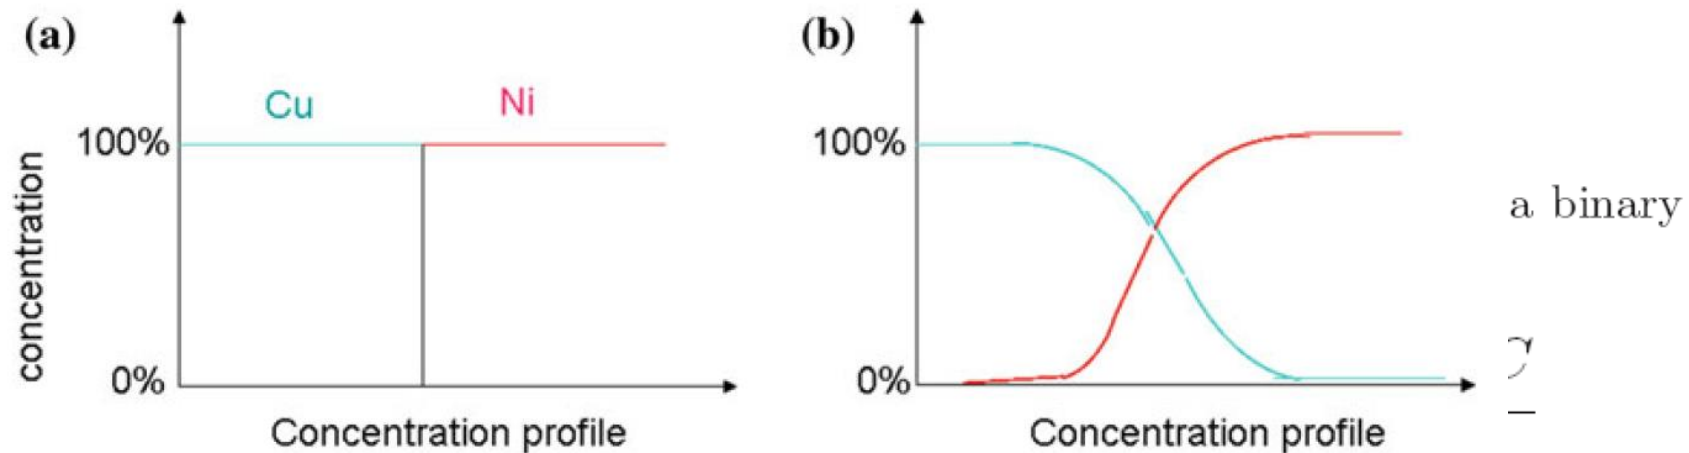 (a)
Cu
Ni
100%
0%
concentration
Concentration profile
(b)
100%
0%
Concentration profile
a binary